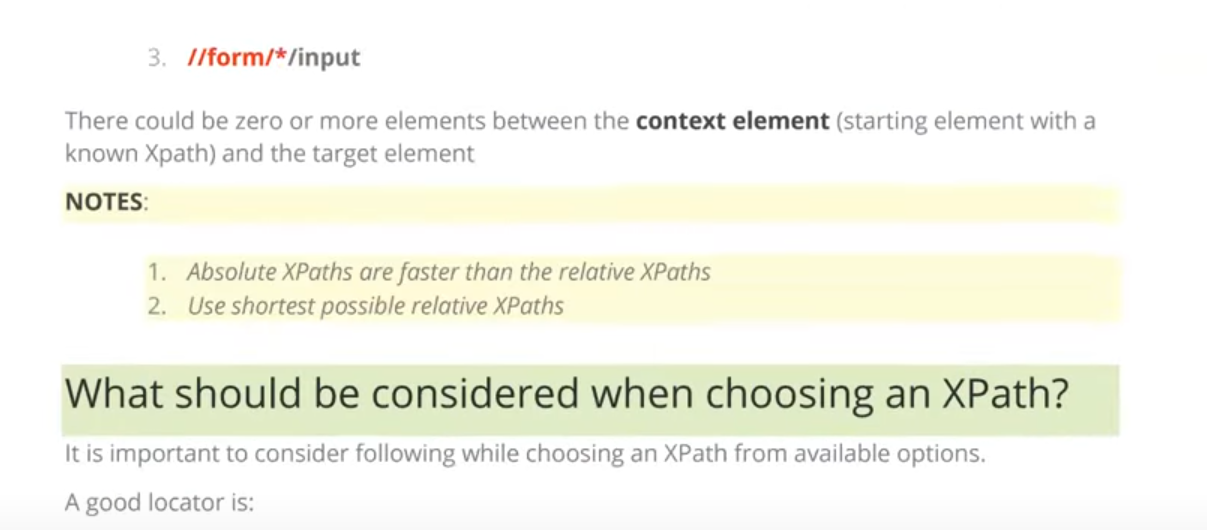 3. //form/*/input
There could be zero or more elements between the context element (starting element with a
known Xpath) and the target element
NOTES:
1. Absolute XPaths are faster than the relative XPaths
2. Use shortest possible relative XPaths
What should be considered when choosing an XPath?
It is important to consider following while choosing an XPath from available options.
A good locator is: